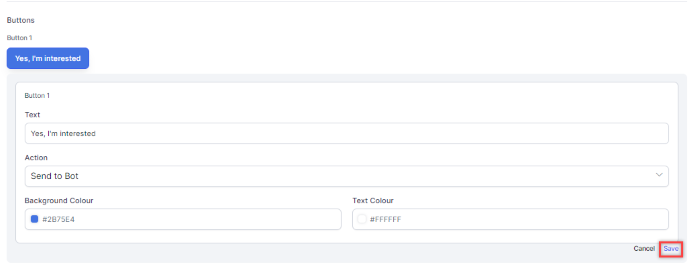 Buttons
Button 1
Yes, I'm interested
Button 1
Text
Yes, I'm interested
Action
Send to Bot
Background Colour Text Colour
#2B75E4 #FFFFFF
Cancel Save